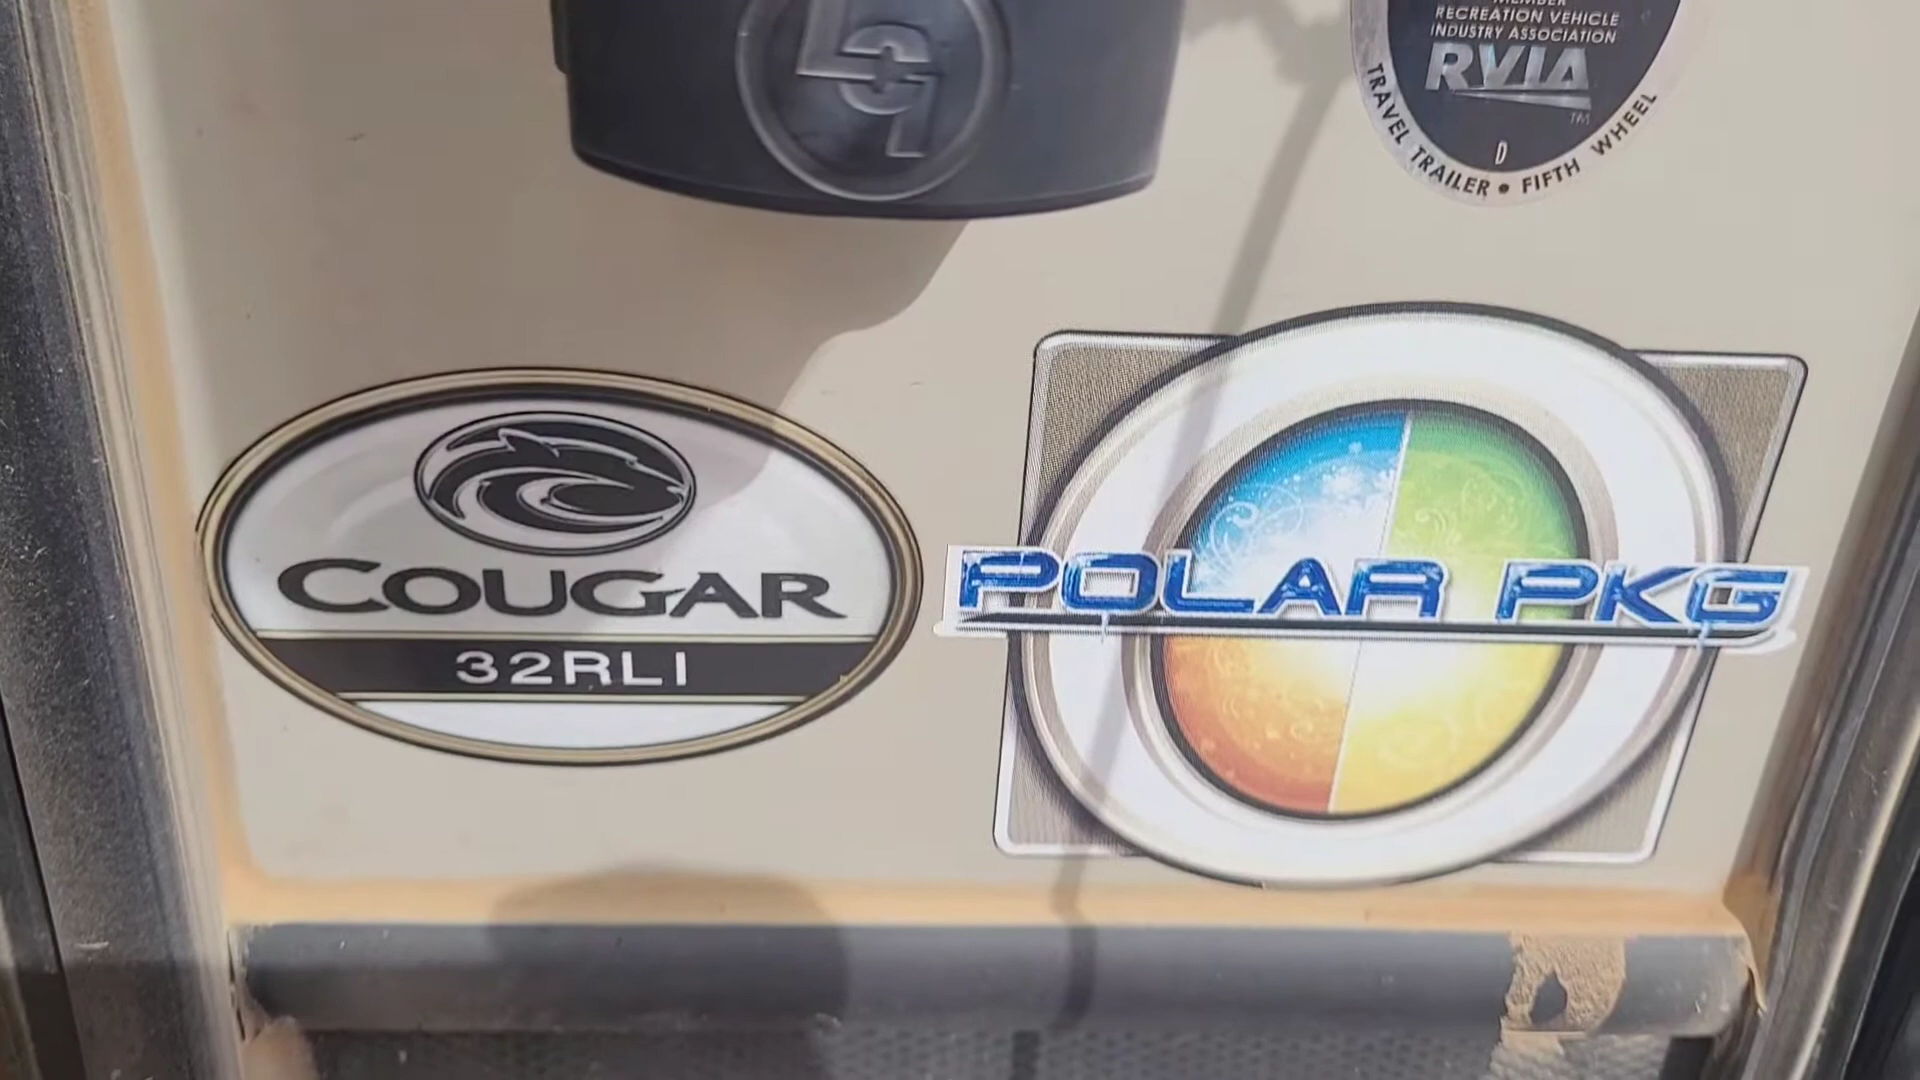 MEMBER
RECREATION VEHICLE
INDUSTRY ASSOCIATION
RVIA
TM
D
TRAVEL TRAILER • FIFTH WHEEL
COUGAR
32RLI
POLAR PKG